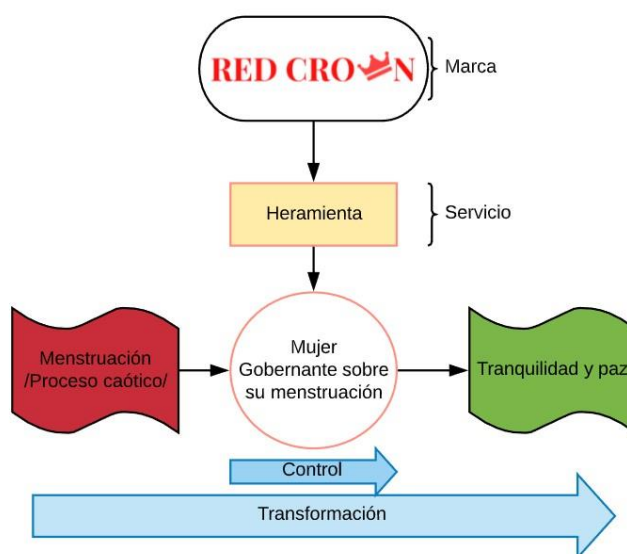 RED CROWN
Marca
Heramienta
Servicio
Menstruación
/Proceso caótico/
Mujer
Gobernante sobre
su menstruación
Tranquilidad y paz
Control
Transformación